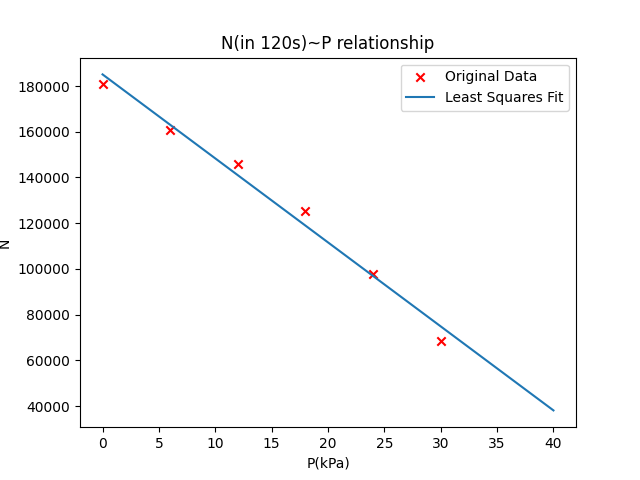 N(in 120s)~P relationship
Original Data
Least Squares Fit
180000
160000
140000
120000
100000
80000
60000
40000
N
0 5 10 15 20 25 30 35 40
P(kPa)